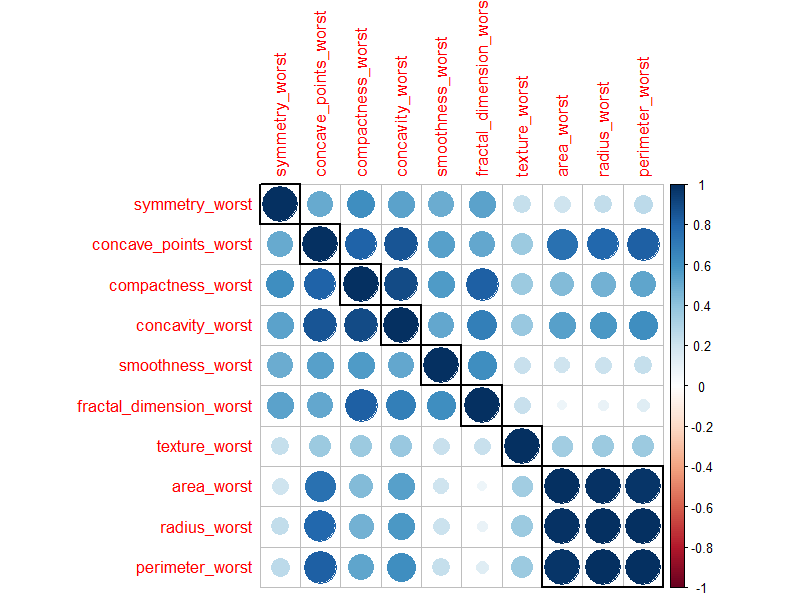 symmetry_worst
concave_points_worst
compactness_worst
concavity_worst
smoothness_worst
fractal_dimension_wors
texture_worst
area_worst
radius_worst
perimeter_worst
symmetry_worst
concave_points_worst
compactness_worst
concavity_worst
smoothness_worst
fractal_dimension_worst
texture_worst
area_worst
radius_worst
perimeter_worst
1
0.8
0.6
0.4
0.2
0
-0.2
-0.4
-0.6
-0.8
-1